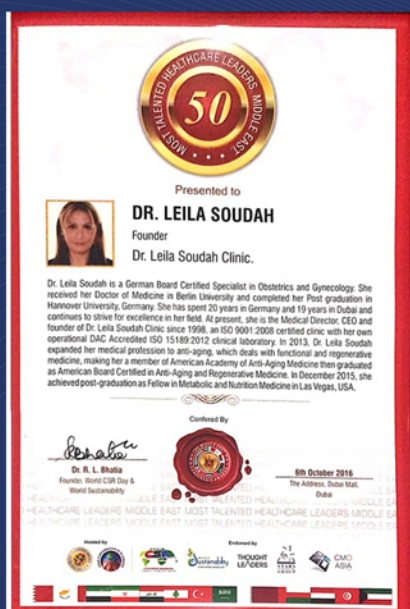 50 MOST TALENTED HEALTHCARE LEADERS MIDDLE EAST
Presented to
DR. LEILA SOUDAH
Founder
Dr. Leila Soudah Clinic.
Dr. Leila Soudah is a German Board Certified Specialist in Obstetrics and Gynecology. She
received her Doctor of Medicine in Berlin University and completed her Post graduation in
Hannover University, Germany. She has spent 20 years in Germany and 19 years in Dubai and
continues to strive for excellence in her field. At present, she is the Medical Director, CEO and
founder of Dr. Leila Soudah Clinic since 1998, an ISO 9001:2008 certified clinic with her own
operational DAC Accredited ISO 15189:2012 clinical laboratory. In 2013, Dr. Leila Soudah
expanded her medical profession to anti-aging, which deals with functional and regenerative
medicine, making her a member of American Academy of Anti-Aging Medicine then graduated
as American Board Certified in Anti-Aging and Regenerative Medicine. In December 2015, she
achieved post-graduation as Fellow in Metabolic and Nutrition Medicine in Las Vegas, USA.
Confered By
Dr. R. L. Bhatia
Founder, World CSR Day &
World Sustainability
6th October 2016
The Address, Dubai Mall,
Dubai
HEALTHCARE LEADERS MIDDLE EAST MOST TALENTED HEALTHCARE LEADERS MIDDLE EA
Hosted by
Endorsed by
Sustainability
THOUGHT
LEADERS
STARS
GROUP
CMO
ASIA